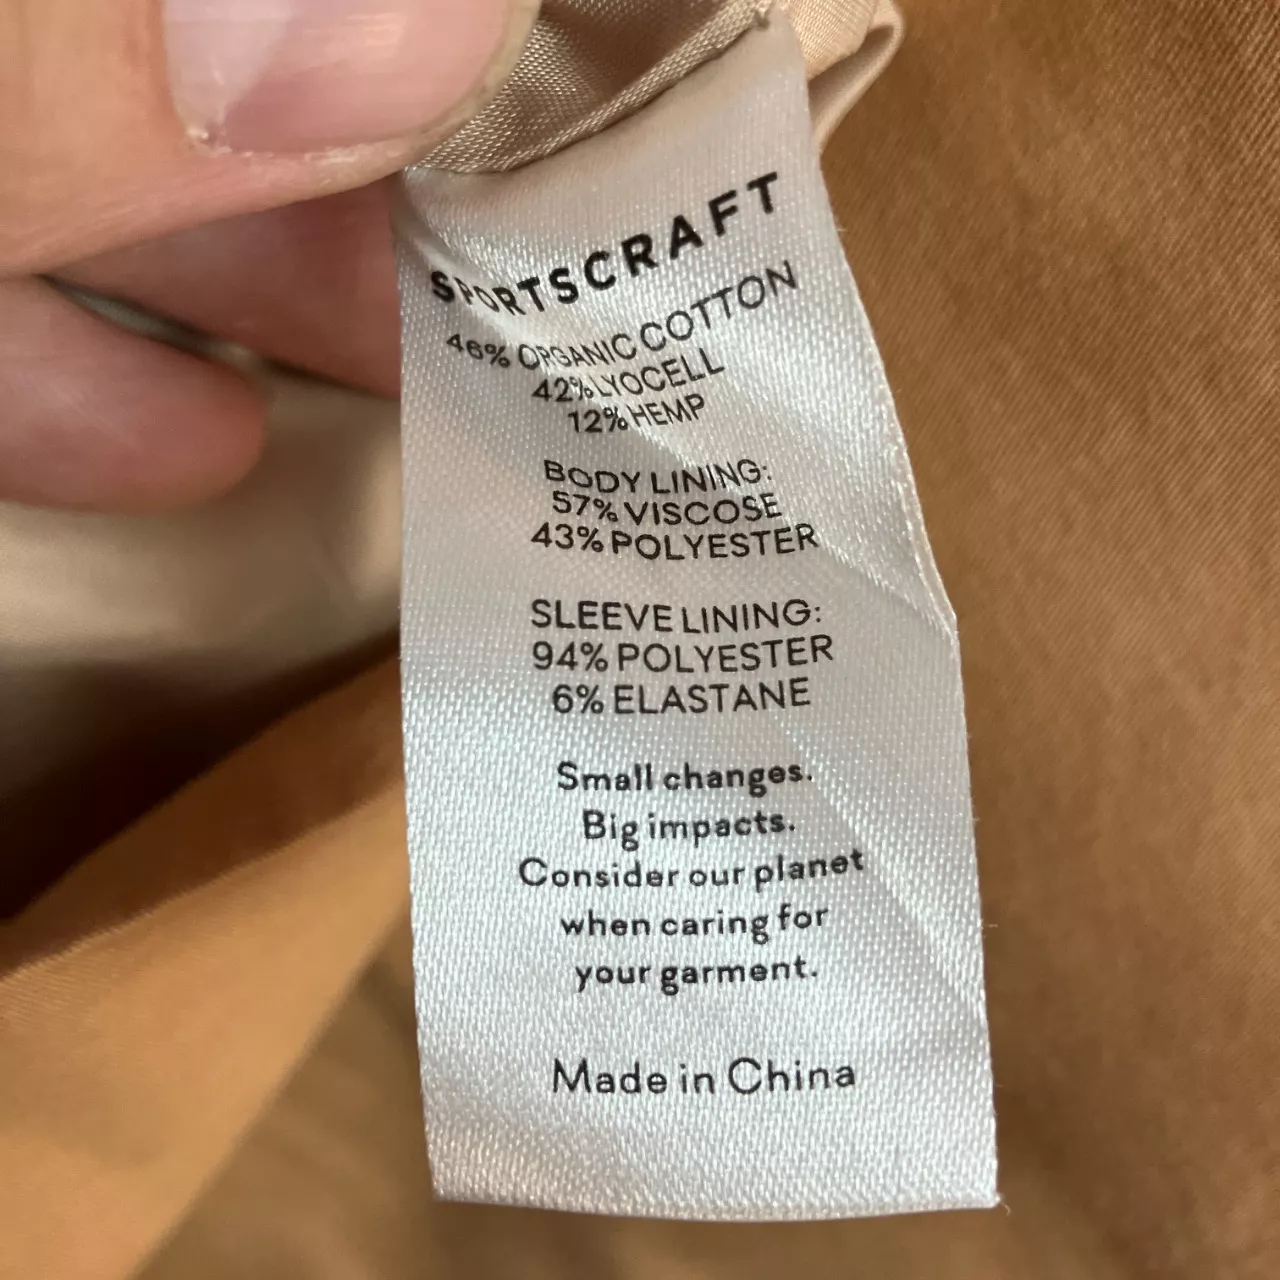 SPORTSCRAFT
46% ORGANIC COTTON
42% LYOCELL
12% HEMP
BODY LINING:
57% VISCOSE
43% POLYESTER
SLEEVE LINING:
94% POLYESTER
6% ELASTANE
Small changes.
Big impacts.
Consider our planet
when caring for
your garment.
Made in China